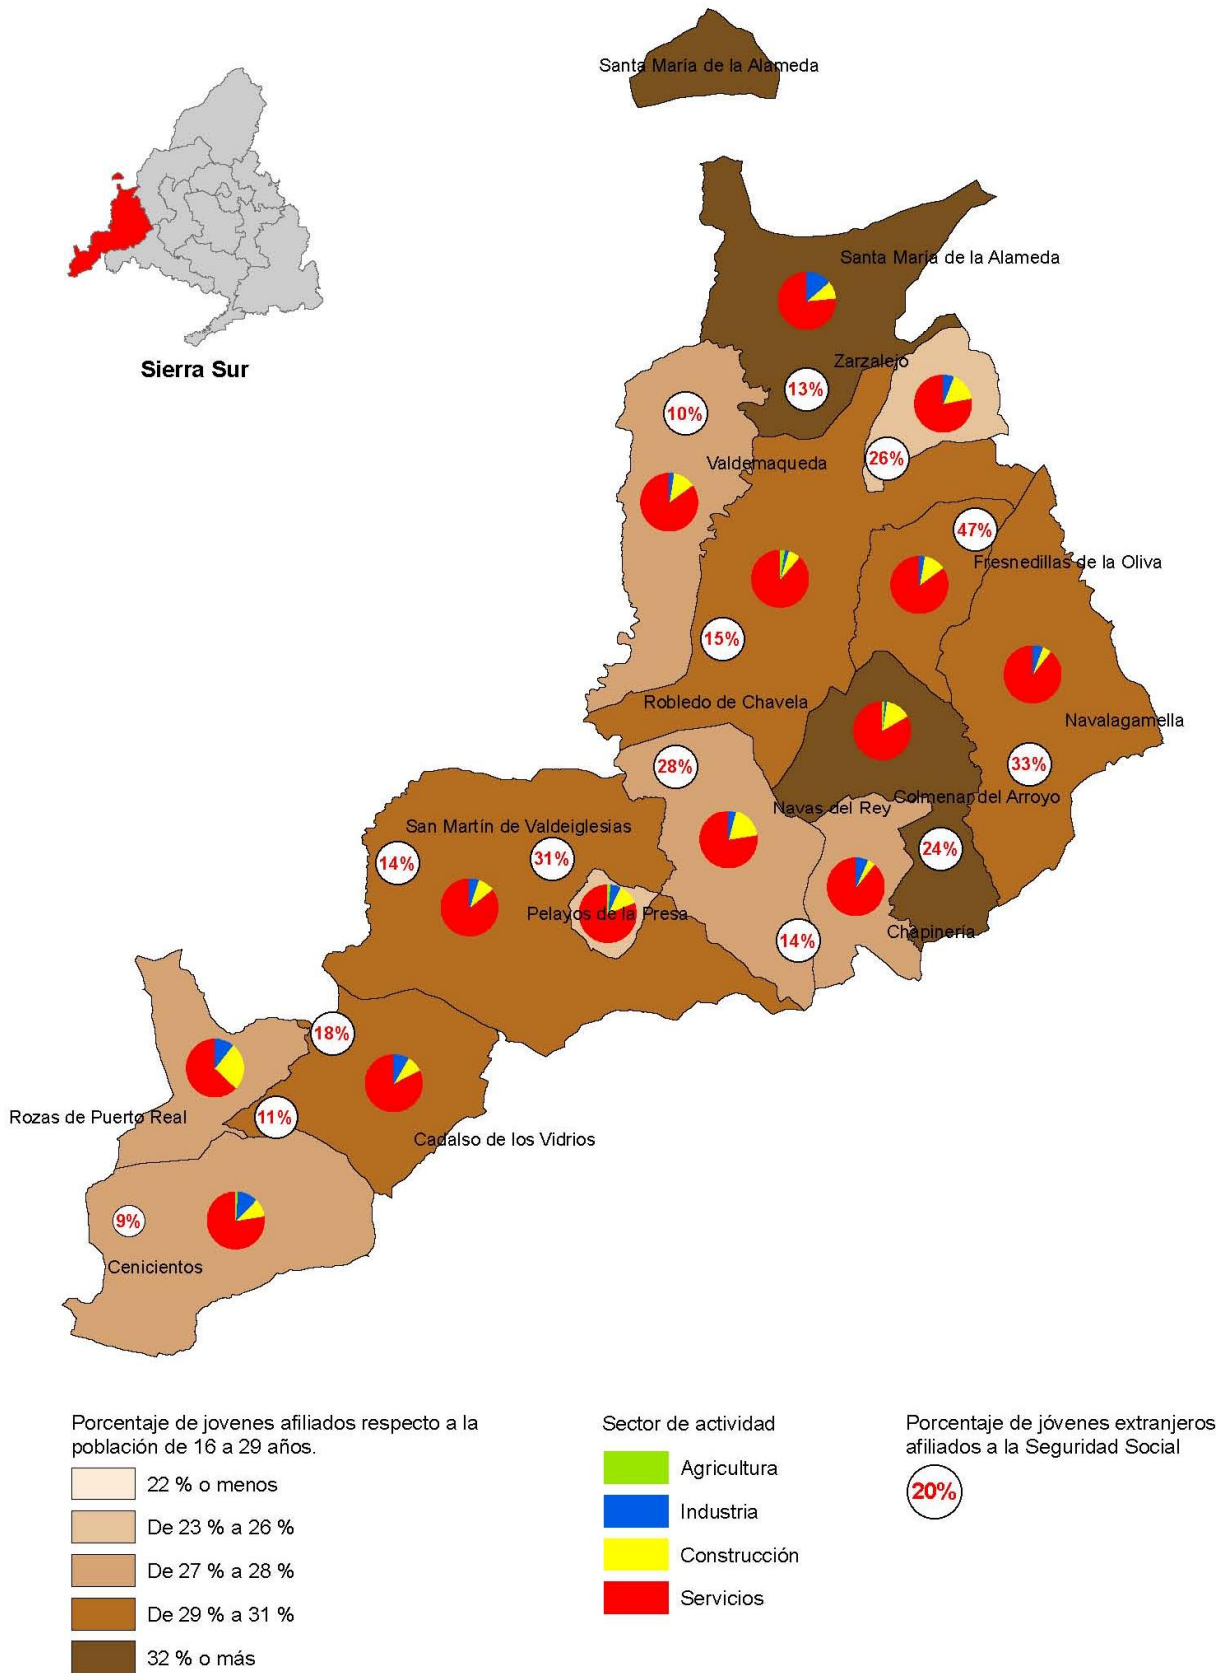 Santa María de la Alameda
Sierra Sur
Santa María de la Alameda
Zarzalejo
13%
10%
Valdemaqueda
26%
47%
Fresnedillas de la Oliva
15%
Robledo de Chavela
Navalagamella
33%
28%
Navas del Rey
Colmenar del Arroyo
San Martín de Valdeiglesias
14%
31%
24%
Pelayos de la Presa
Chapinería
14%
18%
Rozas de Puerto Real
11%
Cadalso de los Vidrios
9%
Cenicientos
Porcentaje de jovenes afiliados respecto a la
población de 16 a 29 años.
22 % o menos
De 23 % a 26 %
De 27 % a 28 %
De 29 % a 31 %
32 % o más
Sector de actividad
Agricultura
Industria
Construcción
Servicios
Porcentaje de jóvenes extranjeros
afiliados a la Seguridad Social
20%